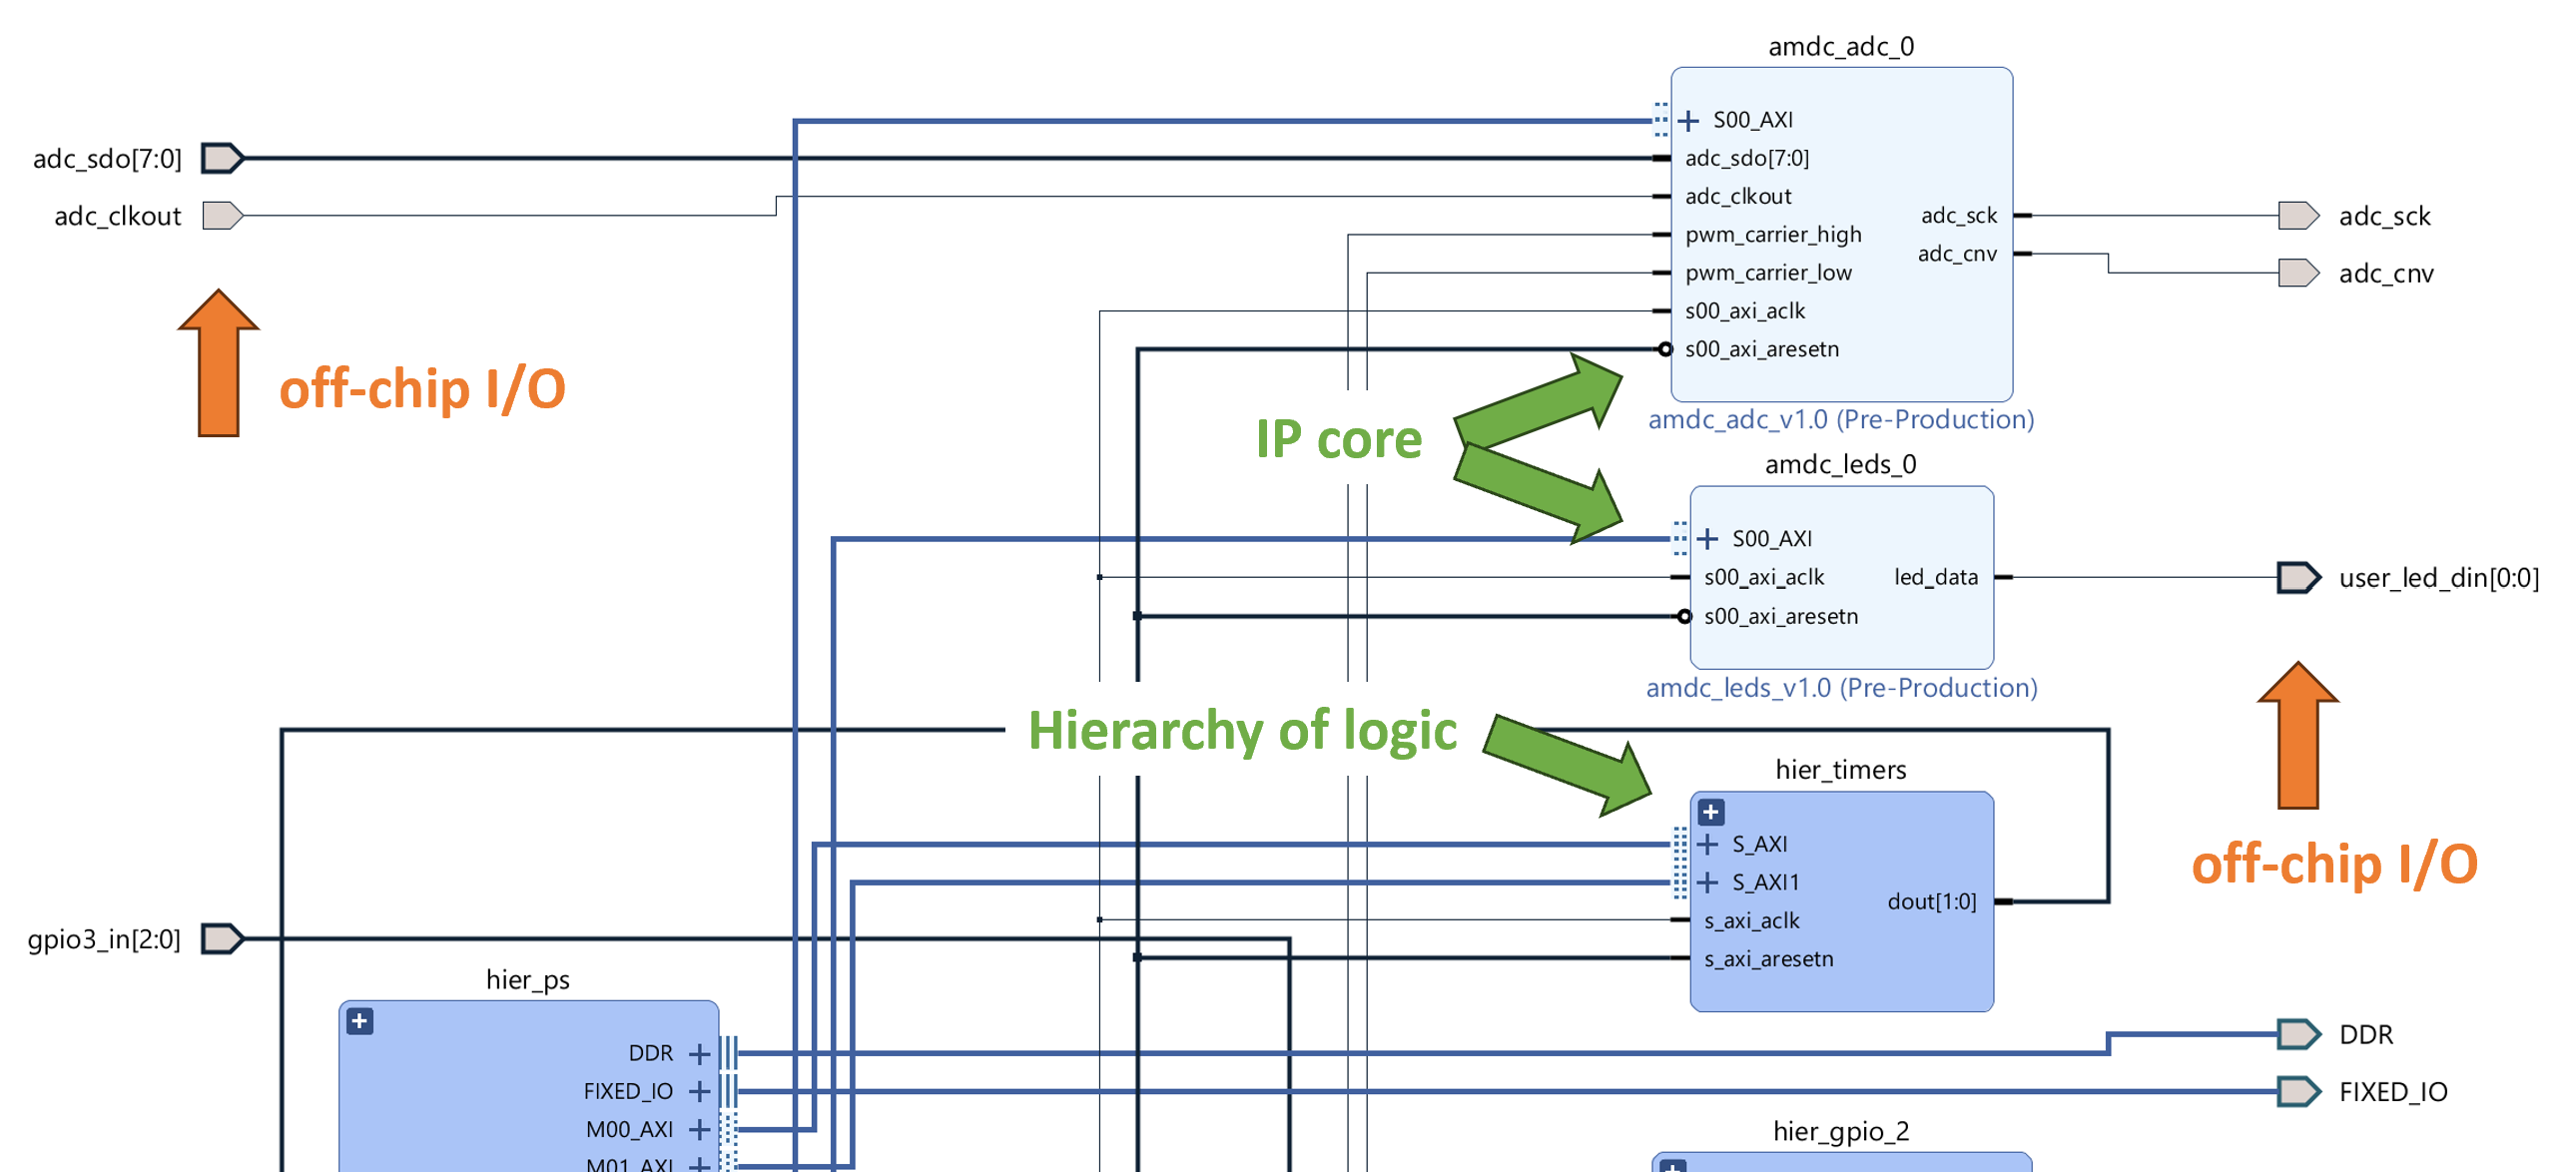 amdc_adc_0
S00_AXI
adc_sdo[7:0]
adc_sdo[7:0]
adc_clkout
adc_clkout
pwm_carrier_high
pwm_carrier_low
s00_axi_aclk
s00_axi_aresetn
adc_sck
adc_cnv
adc_sck
adc_cnv
amdc_adc_v1.0 (Pre-Production)
off-chip I/O
IP core
amdc_leds_0
S00_AXI
s00_axi_aclk
s00_axi_aresetn
led_data
user_led_din[0:0]
amdc_leds_v1.0 (Pre-Production)
Hierarchy of logic
hier_timers
S_AXI
S_AXI1
s_axi_aclk
s_axi_aresetn
dout[1:0]
off-chip I/O
gpio3_in[2:0]
hier_ps
DDR
FIXED_IO
M00_AXI
M01_AXI
DDR
FIXED_IO
hier_gpio_2